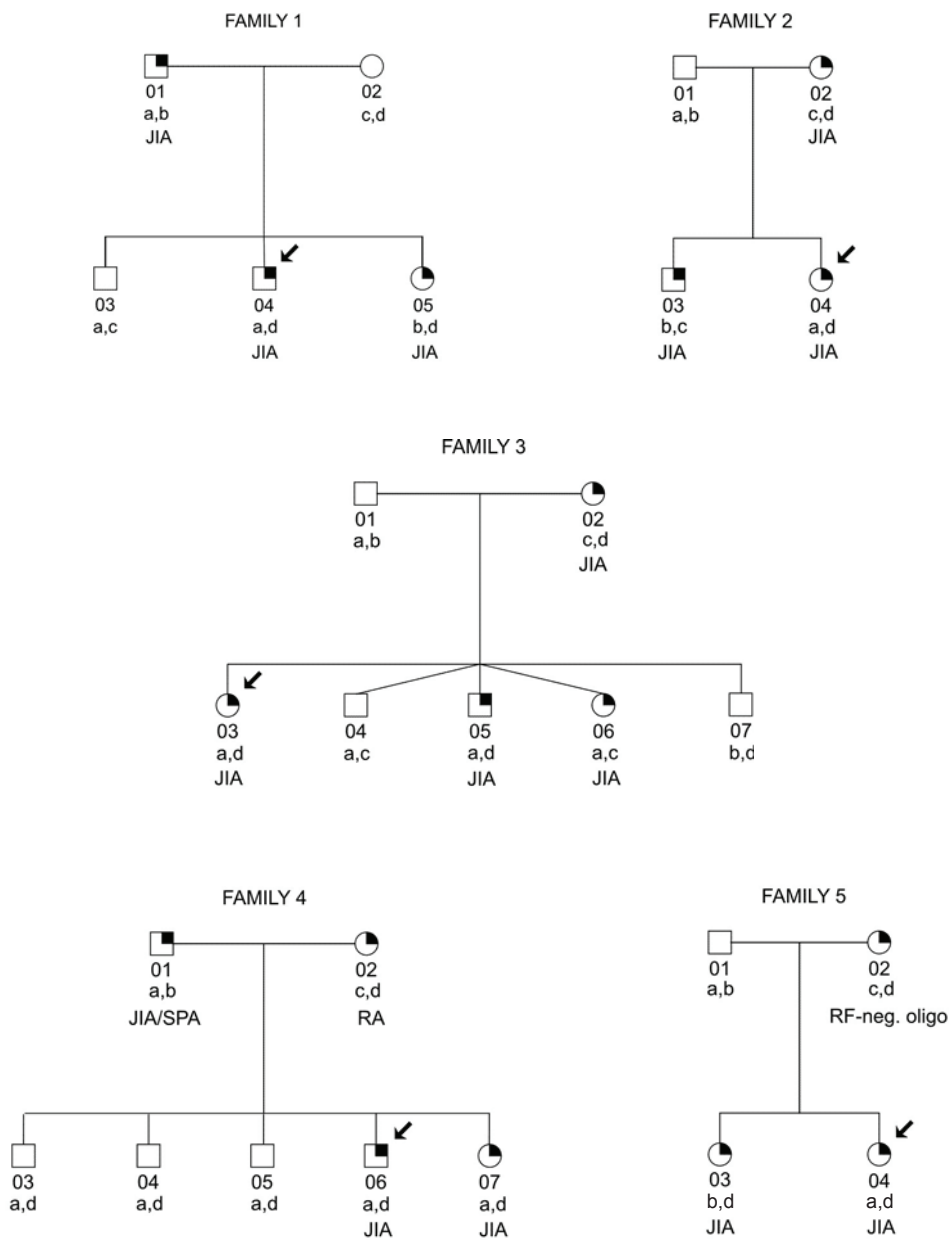 FAMILY 1
01
a,b
JIA
02
c,d
03
a,c
04
a,d
JIA
05
b,d
JIA
FAMILY 2
01
a,b
02
c,d
JIA
03
b,c
JIA
04
a,d
JIA
FAMILY 3
01
a,b
02
c,d
JIA
03
a,d
JIA
04
a,c
05
a,d
JIA
06
a,c
JIA
07
b,d
FAMILY 4
01
a,b
JIA/SPA
02
c,d
RA
03
a,d
04
a,d
05
a,d
06
a,d
JIA
07
a,d
JIA
FAMILY 5
01
a,b
02
c,d
RF-neg. oligo
03
b,d
JIA
04
a,d
JIA